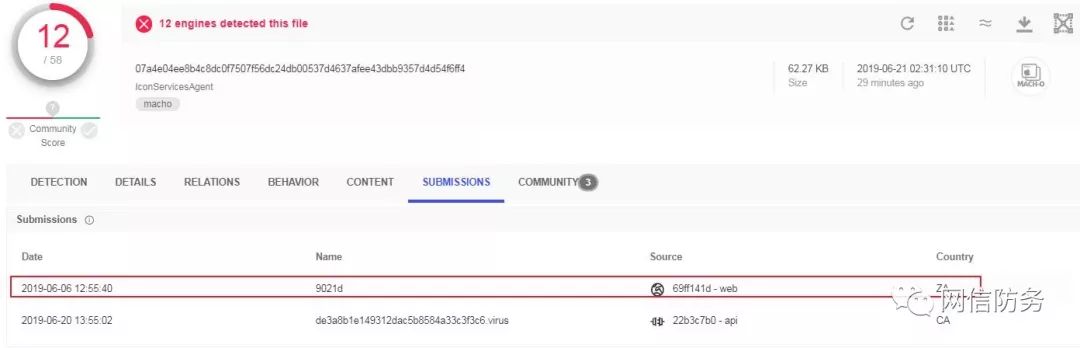 12
/ 58
?
Community
Score
12 engines detected this file
07a4e04ee8b4c8dc0f7507f56dc24db00537d4637afee43dbb9357d4d54f6ff4
IconServicesAgent
macho
62.27 KB
Size
2019-06-21 02:31:10 UTC
29 minutes ago
MACH-O
DETECTION DETAILS RELATIONS BEHAVIOR CONTENT SUBMISSIONS COMMUNITY 3
Submissions
Date Name Source Country
2019-06-06 12:55:40 9021d 69ff141d - web ZA
2019-06-20 13:55:02 de3a8b1e149312dac5b8584a33c3f3c6.virus 22b3c7b0 - api CA
网信防务